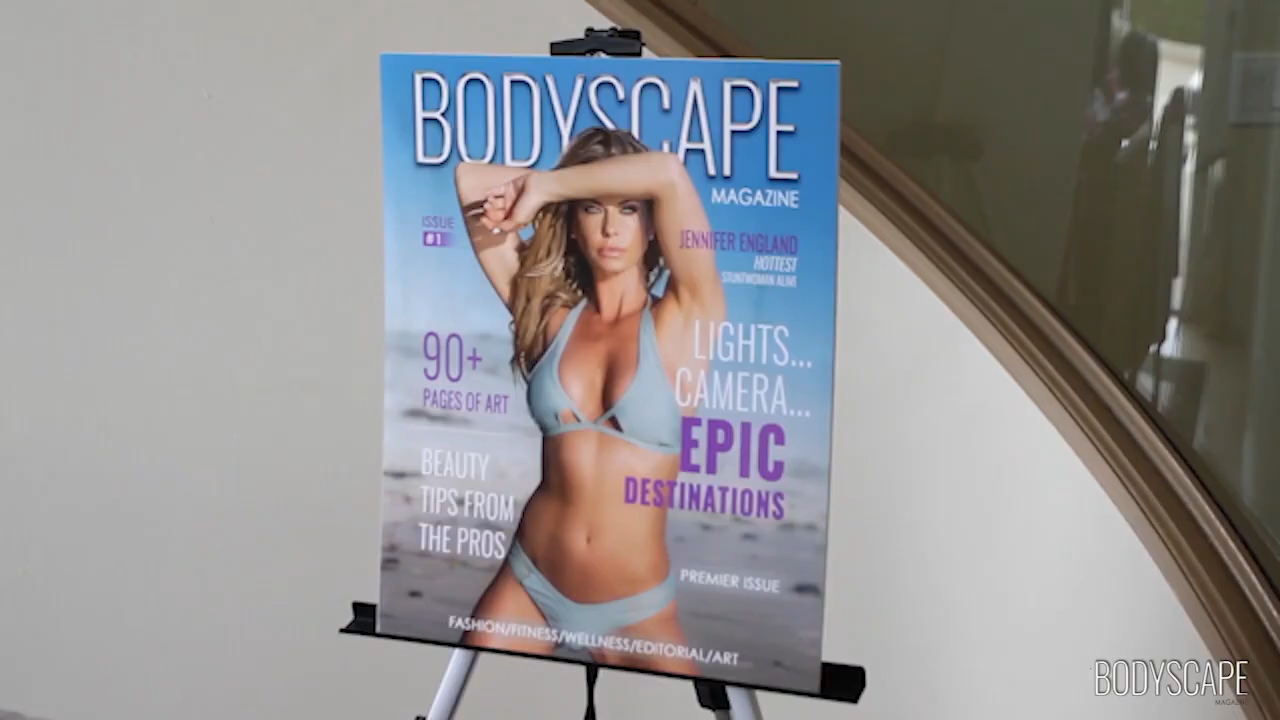 BODYSCAPE
MAGAZINE
ISSUE
#1
JENNIFER ENGLAND
HOTTEST
STUNTWOMAN ALIVE
90+
PAGES OF ART
LIGHTS...
CAMERA...
EPIC
DESTINATIONS
BEAUTY
TIPS FROM
THE PROS
PREMIER ISSUE
FASHION/FITNESS/WELLNESS/EDITORIAL/ART
BODYSCAPE
MAGAZINE